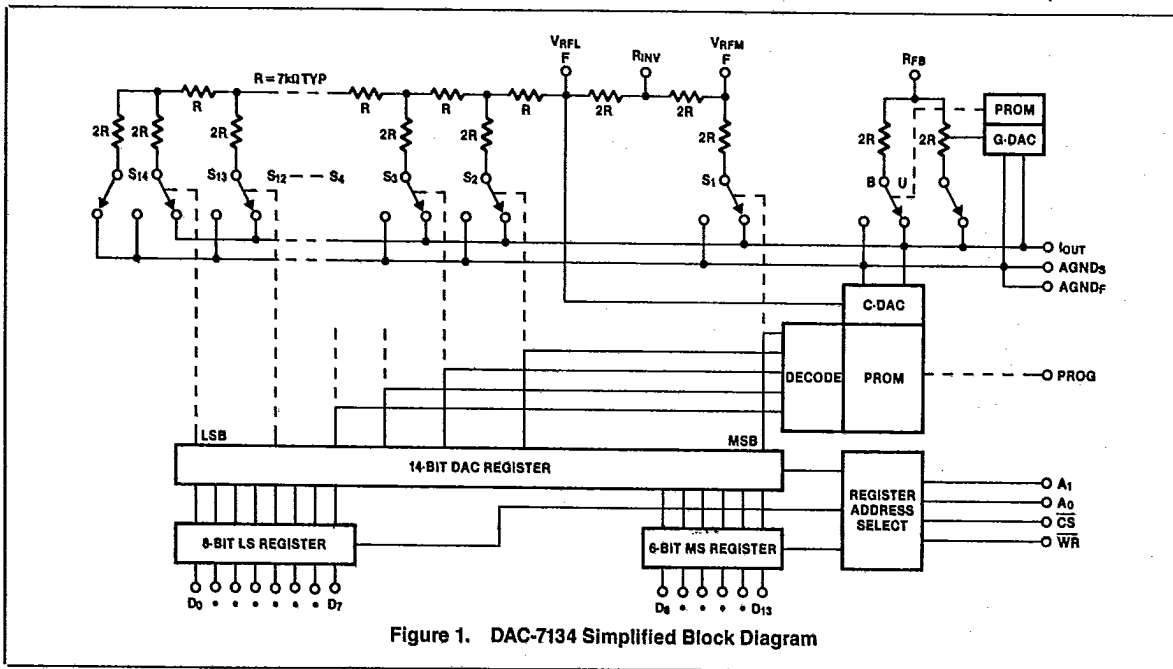 VRFL VRFM
F RINV F RFB
R = 7kΩ TYP
R R R R 2R 2R
PROM
G-DAC
2R 2R 2R 2R 2R 2R 2R 2R
S14 S13 S12 S4 S3 S2 S1 B U
IOUT
AGNDS
AGNDF
C-DAC
DECODE PROM PROG
LSB MSB
14-BIT DAC REGISTER
REGISTER
ADDRESS
SELECT
A1
A0
CS
WR
8-BIT LS REGISTER 6-BIT MS REGISTER
D0 • • • • • • D7 D8 • • • • D13
Figure 1. DAC-7134 Simplified Block Diagram